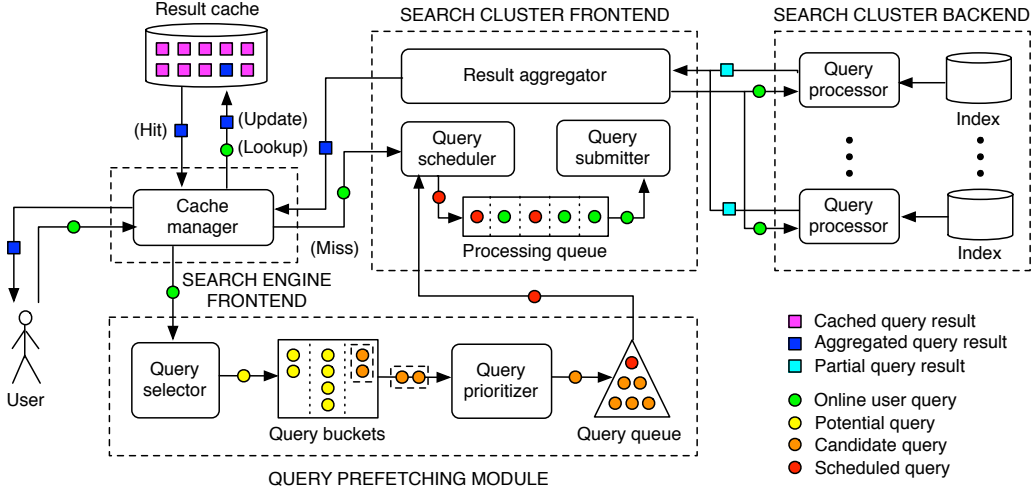 Result cache
SEARCH CLUSTER FRONTEND
SEARCH CLUSTER BACKEND
Result aggregator
Query
processor
Index
(Hit)
(Update)
(Lookup)
Query
scheduler
Query
submitter
Cache
manager
(Miss)
Processing queue
Query
processor
Index
SEARCH ENGINE
FRONTEND
User
Query
selector
Query buckets
Query
prioritizer
Query queue
QUERY PREFETCHING MODULE
Cached query result
Aggregated query result
Partial query result
Online user query
Potential query
Candidate query
Scheduled query